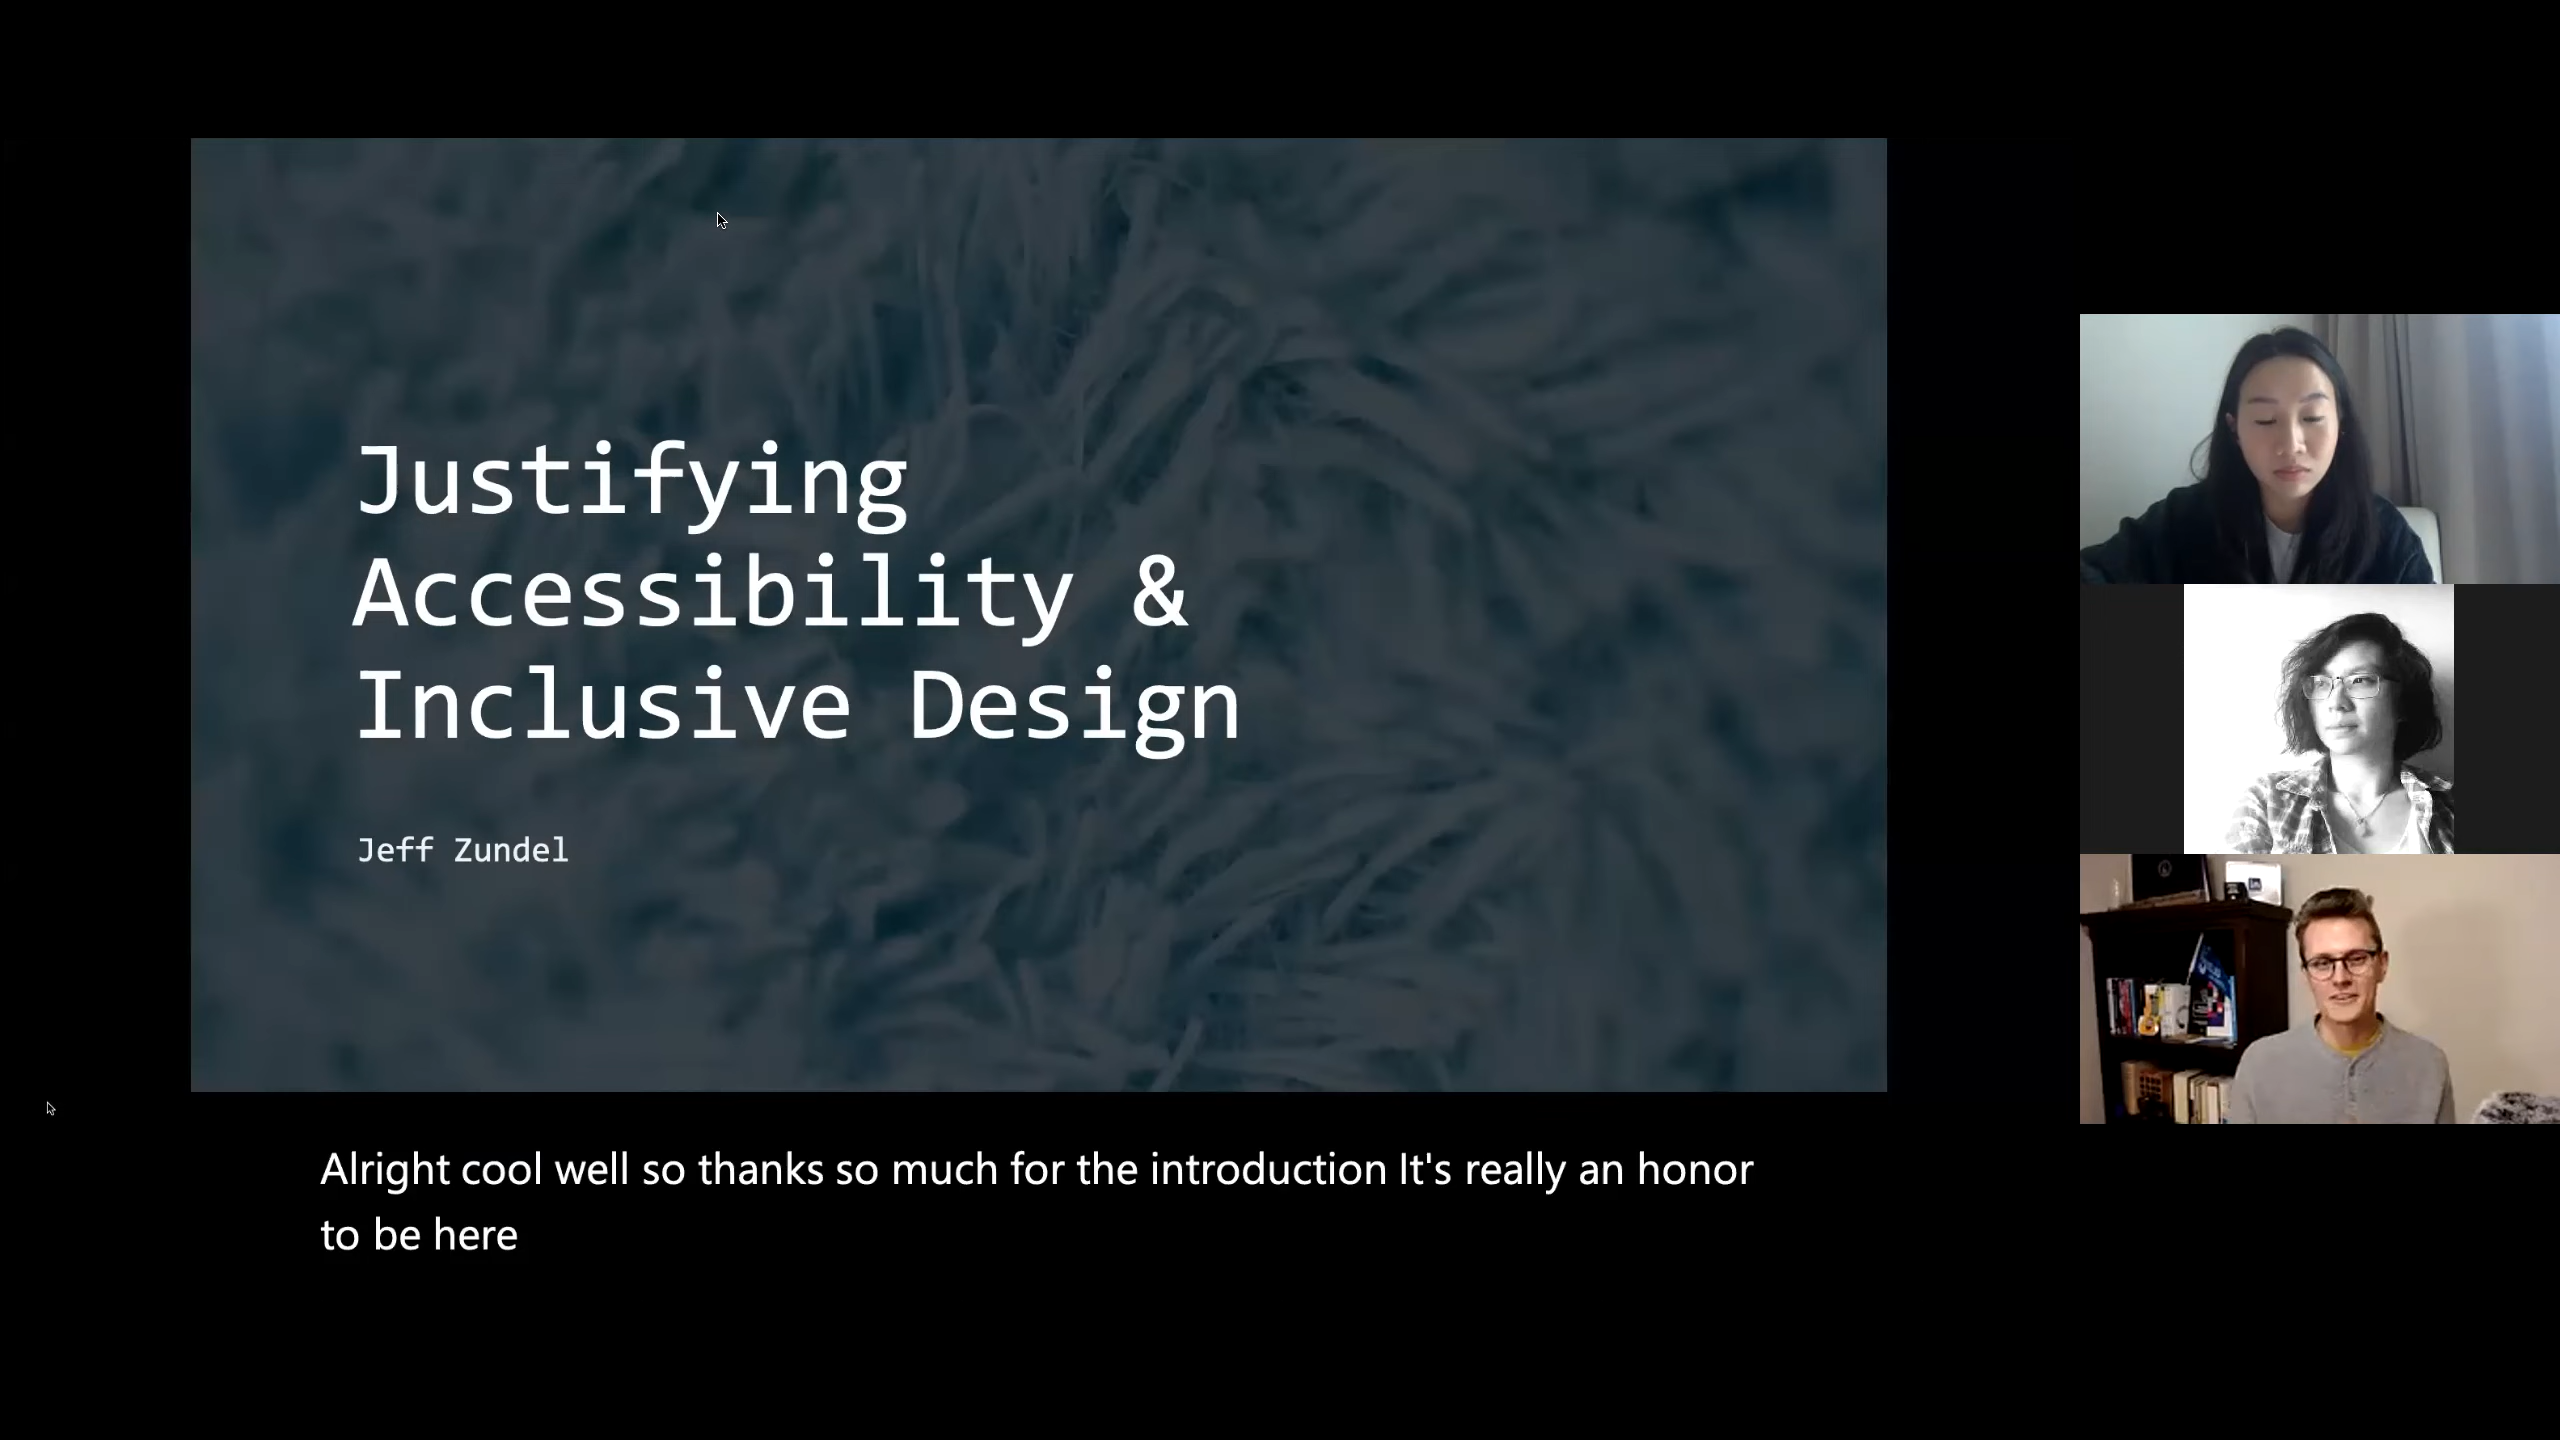 Justifying
Accessibility &
Inclusive Design
Jeff Zundel
Alright cool well so thanks so much for the introduction It's really an honor
to be here